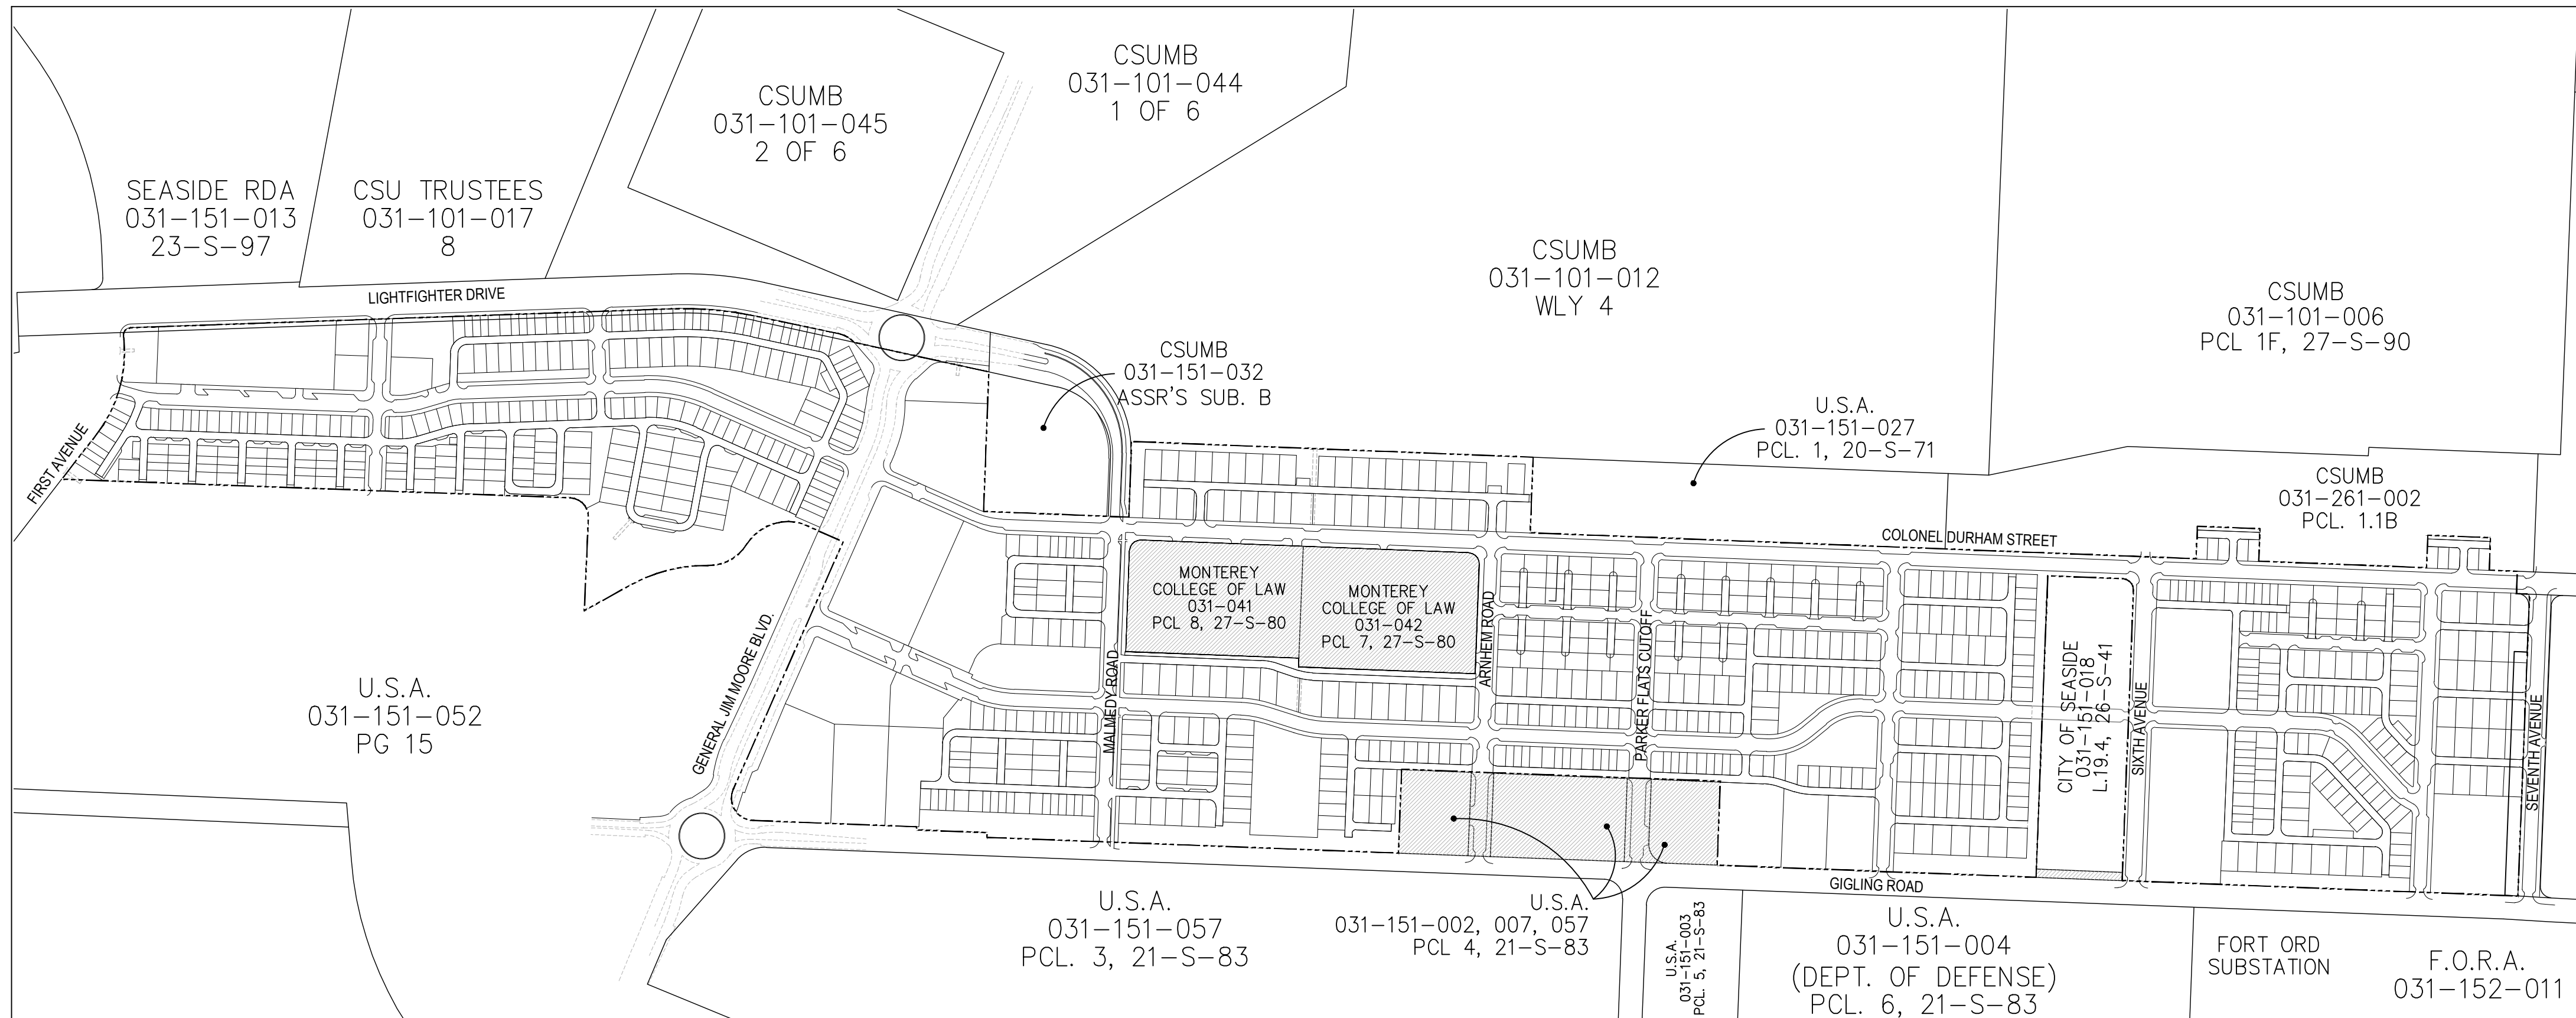 CSUMB
031-101-044
1 OF 6
CSUMB
031-101-045
2 OF 6
SEASIDE RDA
031-151-013
23-S-97
CSU TRUSTEES
031-101-017
8
CSUMB
031-101-012
WLY 4
CSUMB
031-101-006
PCL 1F, 27-S-90
LIGHTFIGHTER DRIVE
CSUMB
031-151-032
ASSR'S SUB. B
U.S.A.
031-151-027
PCL. 1, 20-S-71
FIRST AVENUE
CSUMB
031-261-002
PCL. 1.1B
COLONEL DURHAM STREET
MONTEREY
COLLEGE OF LAW
031-041
PCL 8, 27-S-80
MONTEREY
COLLEGE OF LAW
031-042
PCL 7, 27-S-80
GENERAL JIM MOORE BLVD.
MALMEDY ROAD
ARNHEM ROAD
PARKER FLATS CUTOFF
CITY OF SEASIDE
031-151-018
L.19.4, 26-S-41
SIXTH AVENUE
SEVENTH AVENUE
U.S.A.
031-151-052
PG 15
GIGLING ROAD
U.S.A.
031-151-057
PCL. 3, 21-S-83
U.S.A.
031-151-002, 007, 057
PCL 4, 21-S-83
U.S.A.
031-151-003
PCL. 5, 21-S-83
U.S.A.
031-151-004
(DEPT. OF DEFENSE)
PCL. 6, 21-S-83
FORT ORD
SUBSTATION
F.O.R.A.
031-152-011